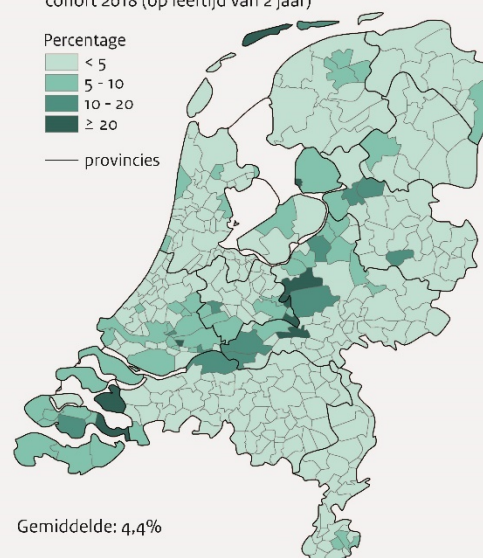 cohort 2018 (op leeftijd van 2 jaar)
Percentage
< 5
5 - 10
10 - 20
≥ 20
provincies
Gemiddelde: 4,4%